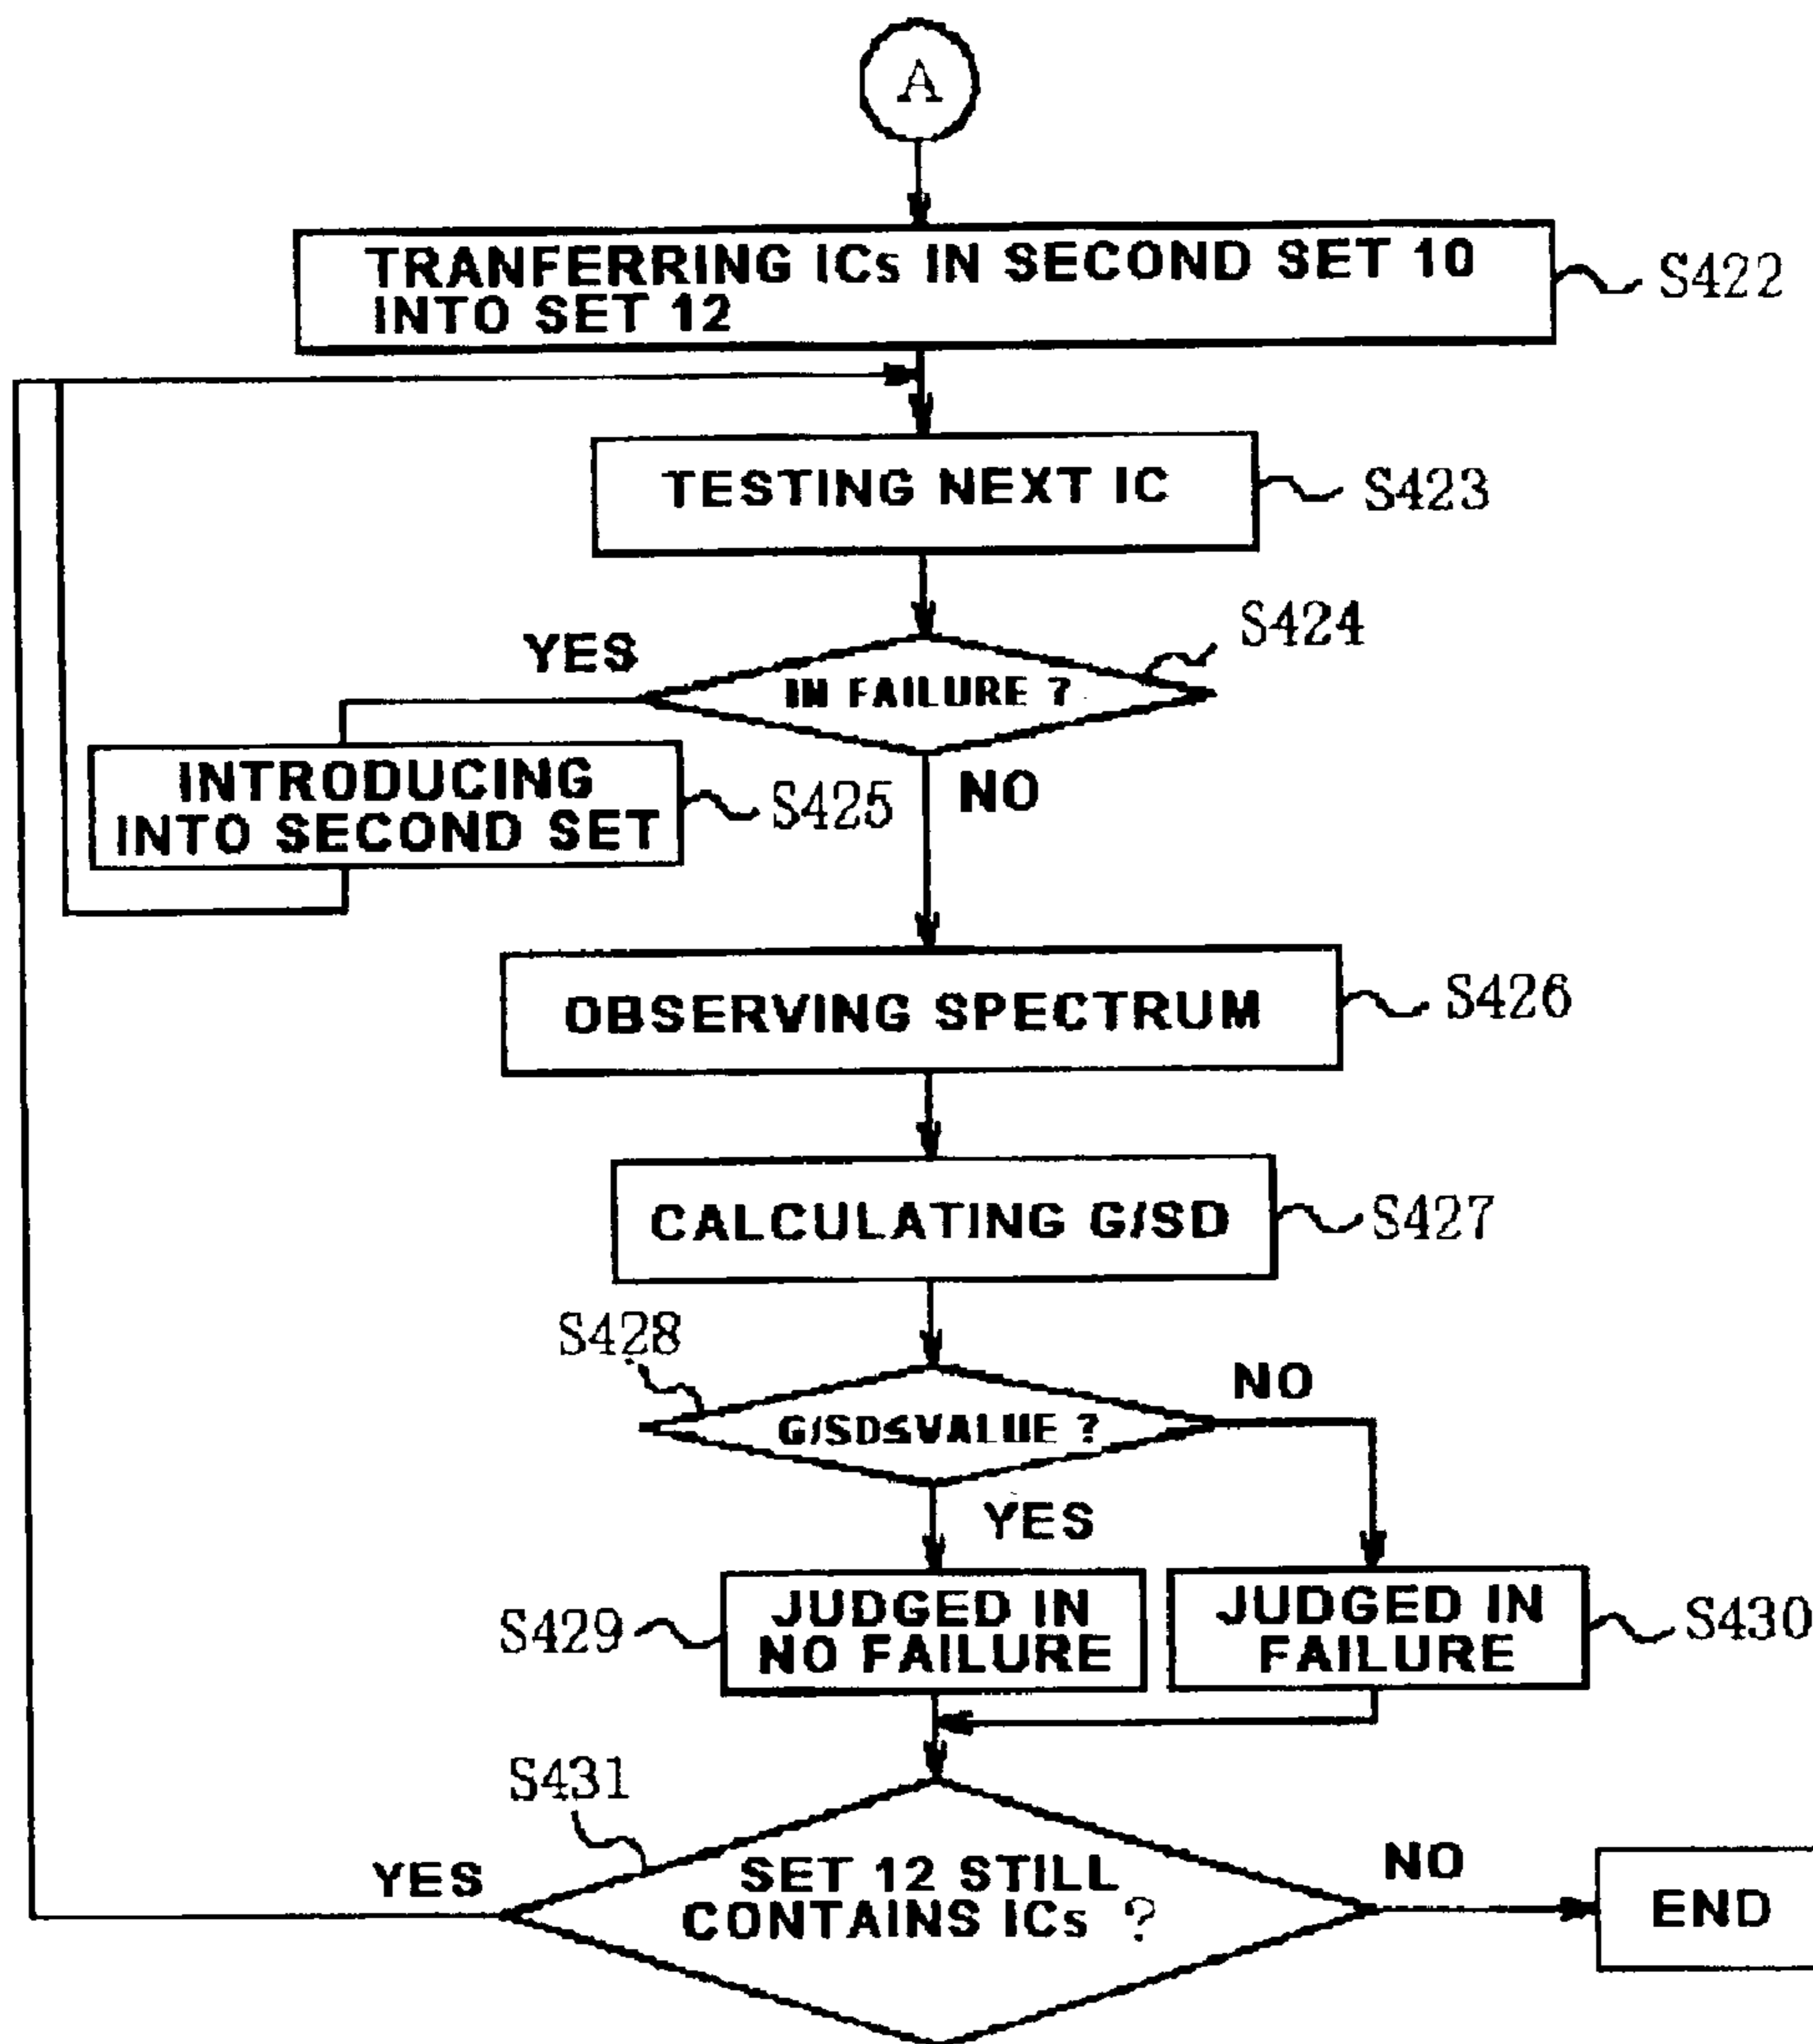 A
TRANFERRING ICs IN SECOND SET 10
INTO SET 12
S422
TESTING NEXT IC
S423
S424
YES
IN FAILURE ?
NO
INTRODUCING
INTO SECOND SET
S425
OBSERVING SPECTRUM
S426
CALCULATING G/SD
S427
S428
NO
G/SD≤VALUE ?
YES
JUDGED IN
NO FAILURE
S429
JUDGED IN
FAILURE
S430
S431
YES
SET 12 STILL
CONTAINS ICs ?
NO
END